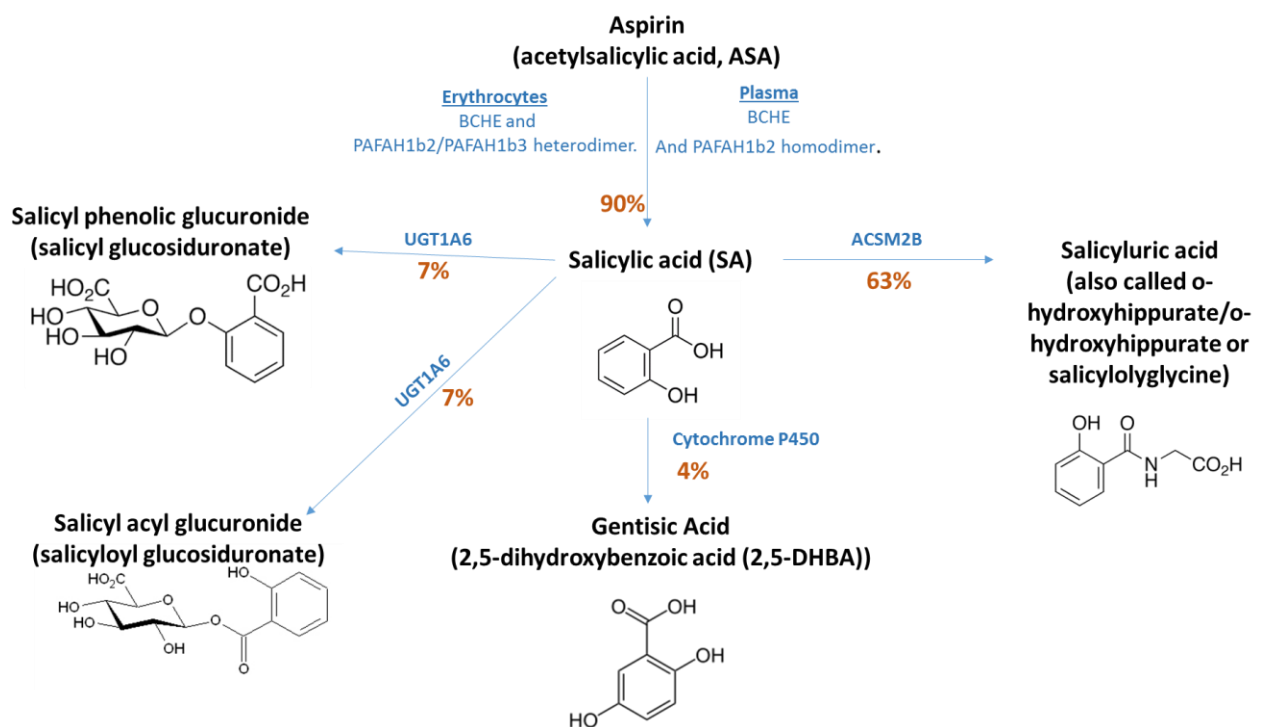 Aspirin
(acetylsalicylic acid, ASA)
Erythrocytes
BCHE and
PAFAH1b2/PAFAH1b3 heterodimer.
Plasma
BCHE
And PAFAH1b2 homodimer.
90%
Salicyl phenolic glucuronide
(salicyl glucosiduronate)
HO₂C
CO₂H
HO
O
O
HO
HO
UGT1A6
7%
Salicylic acid (SA)
O
OH
OH
ACSM2B
63%
Salicyluric acid
(also called o-
hydroxyhippurate/o-
hydroxyhippurate or
salicylolyglycine)
OH
O
N
H
CO₂H
UGT1A6
7%
Cytochrome P450
4%
Salicyl acyl glucuronide
(salicyloyl glucosiduronate)
HO₂C
HO
HO
O
HO
O
OH
O
Gentisic Acid
(2,5-dihydroxybenzoic acid (2,5-DHBA))
O
OH
OH
HO